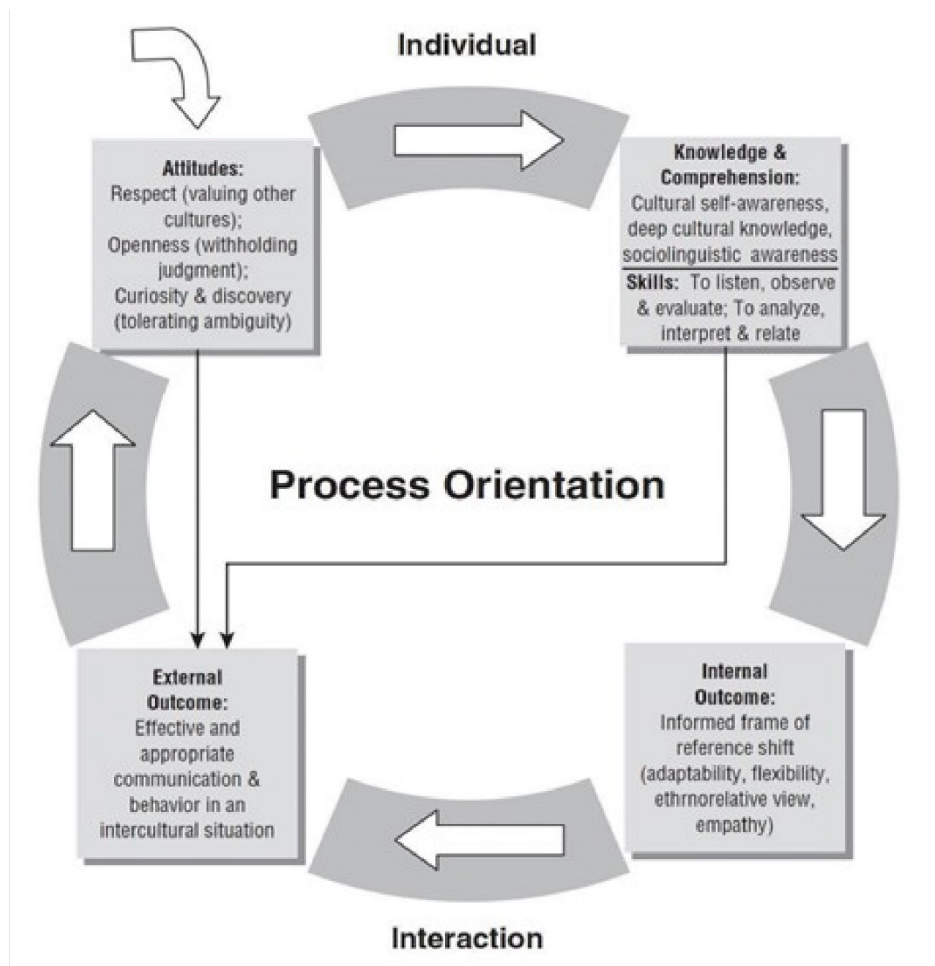 Individual
Attitudes:
Respect (valuing other
cultures);
Openness (withholding
judgment);
Curiosity & discovery
(tolerating ambiguity)
Knowledge &
Comprehension:
Cultural self-awareness,
deep cultural knowledge,
sociolinguistic awareness
Skills: To listen, observe
& evaluate; To analyze,
interpret & relate
Process Orientation
External
Outcome:
Effective and
appropriate
communication &
behavior in an
intercultural situation
Internal
Outcome:
Informed frame of
reference shift
(adaptability, flexibility,
ethrnorelative view,
empathy)
Interaction